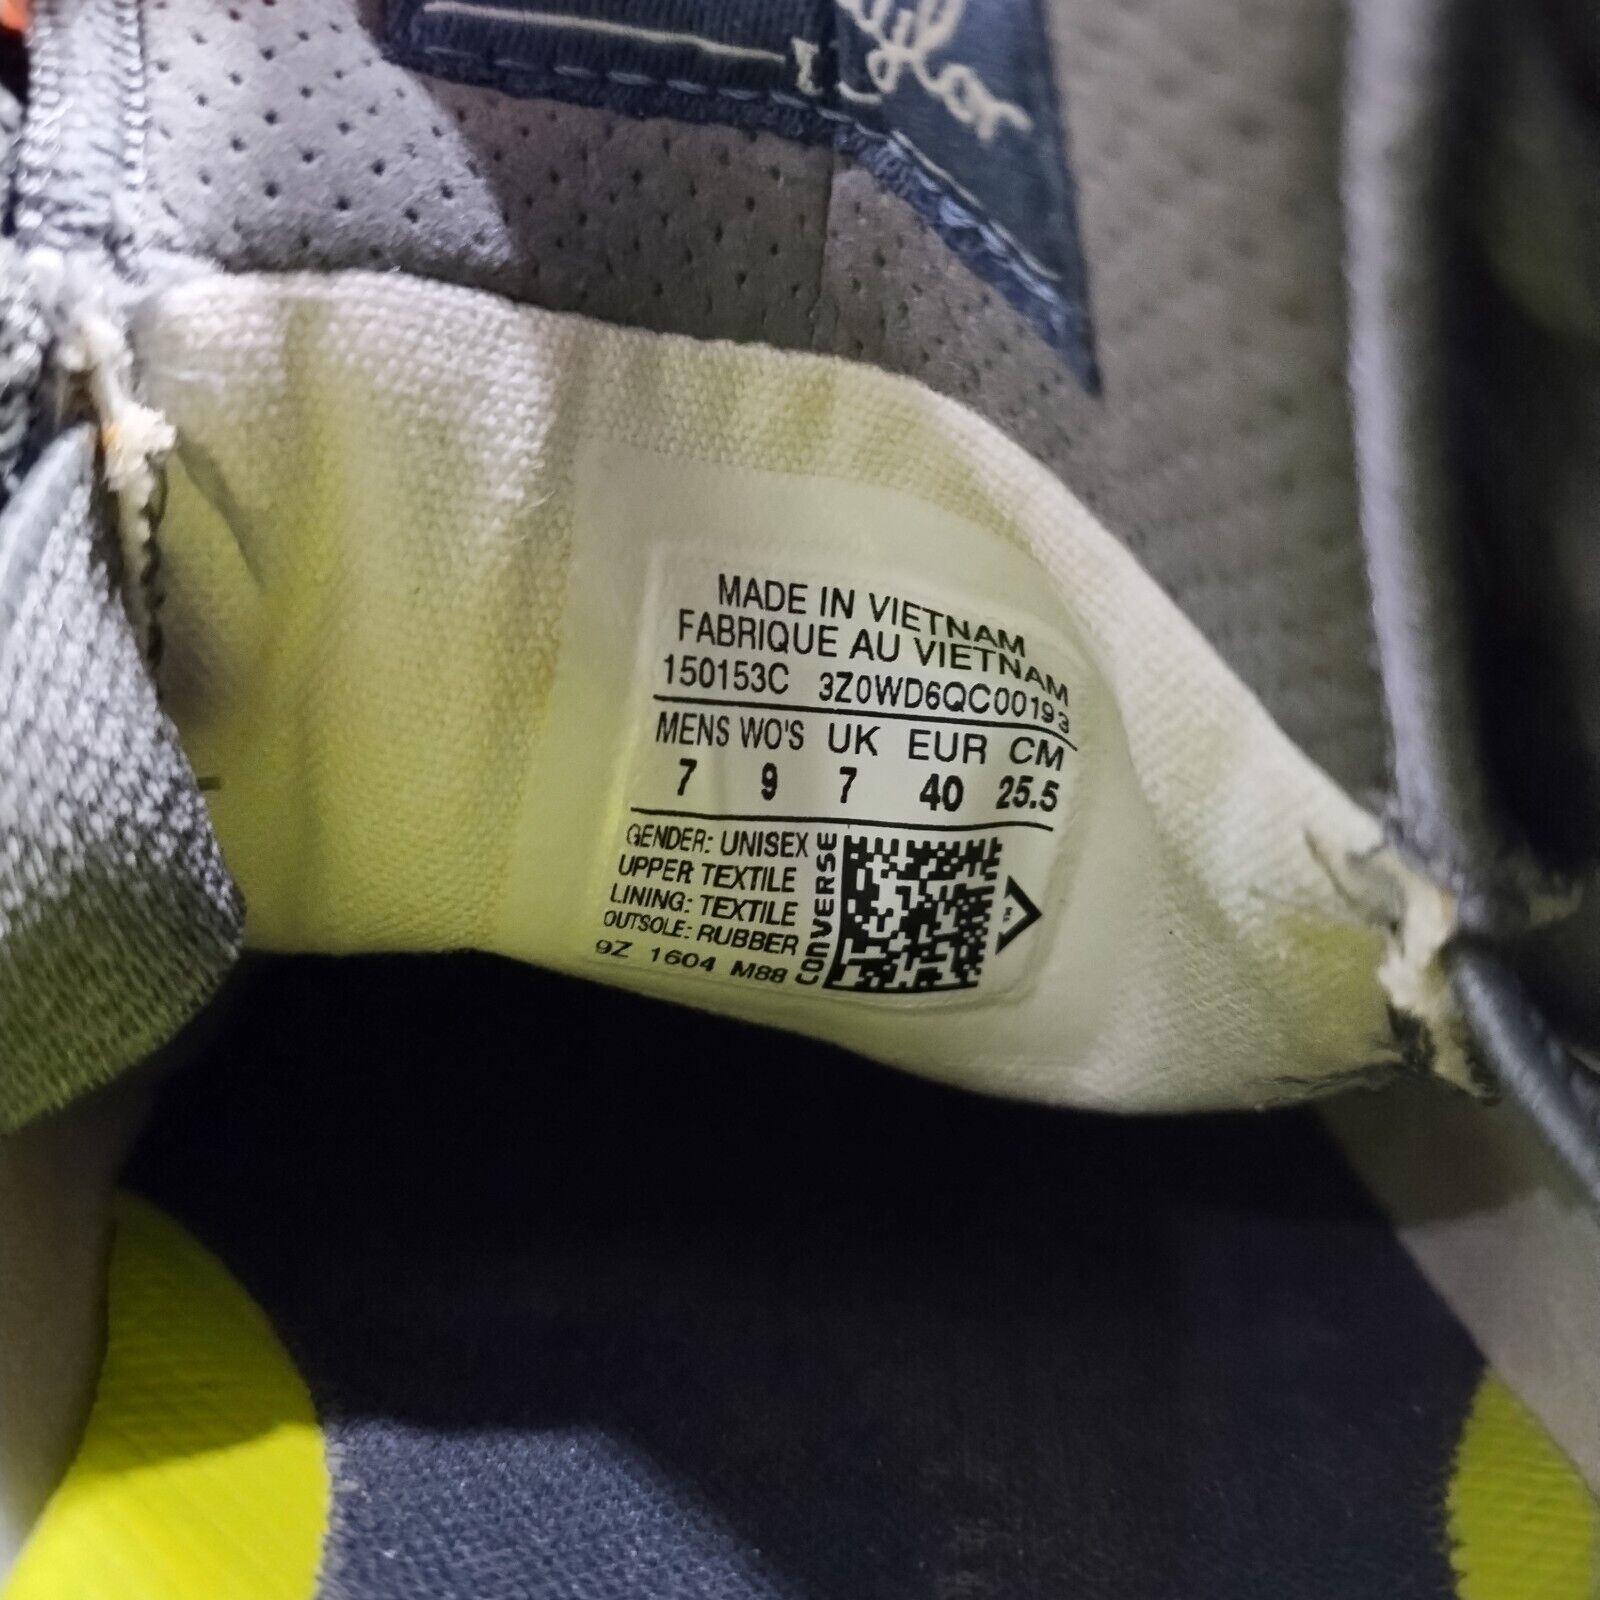 MADE IN VIETNAM
FABRIQUE AU VIETNAM
150153C 3Z0WD6QC00193
MENS WO'S UK EUR CM
7 9 7 40 25.5
GENDER: UNISEX
UPPER TEXTILE
LINING: TEXTILE
OUTSOLE: RUBBER
9Z 1604 M88
CONVERSE
TM